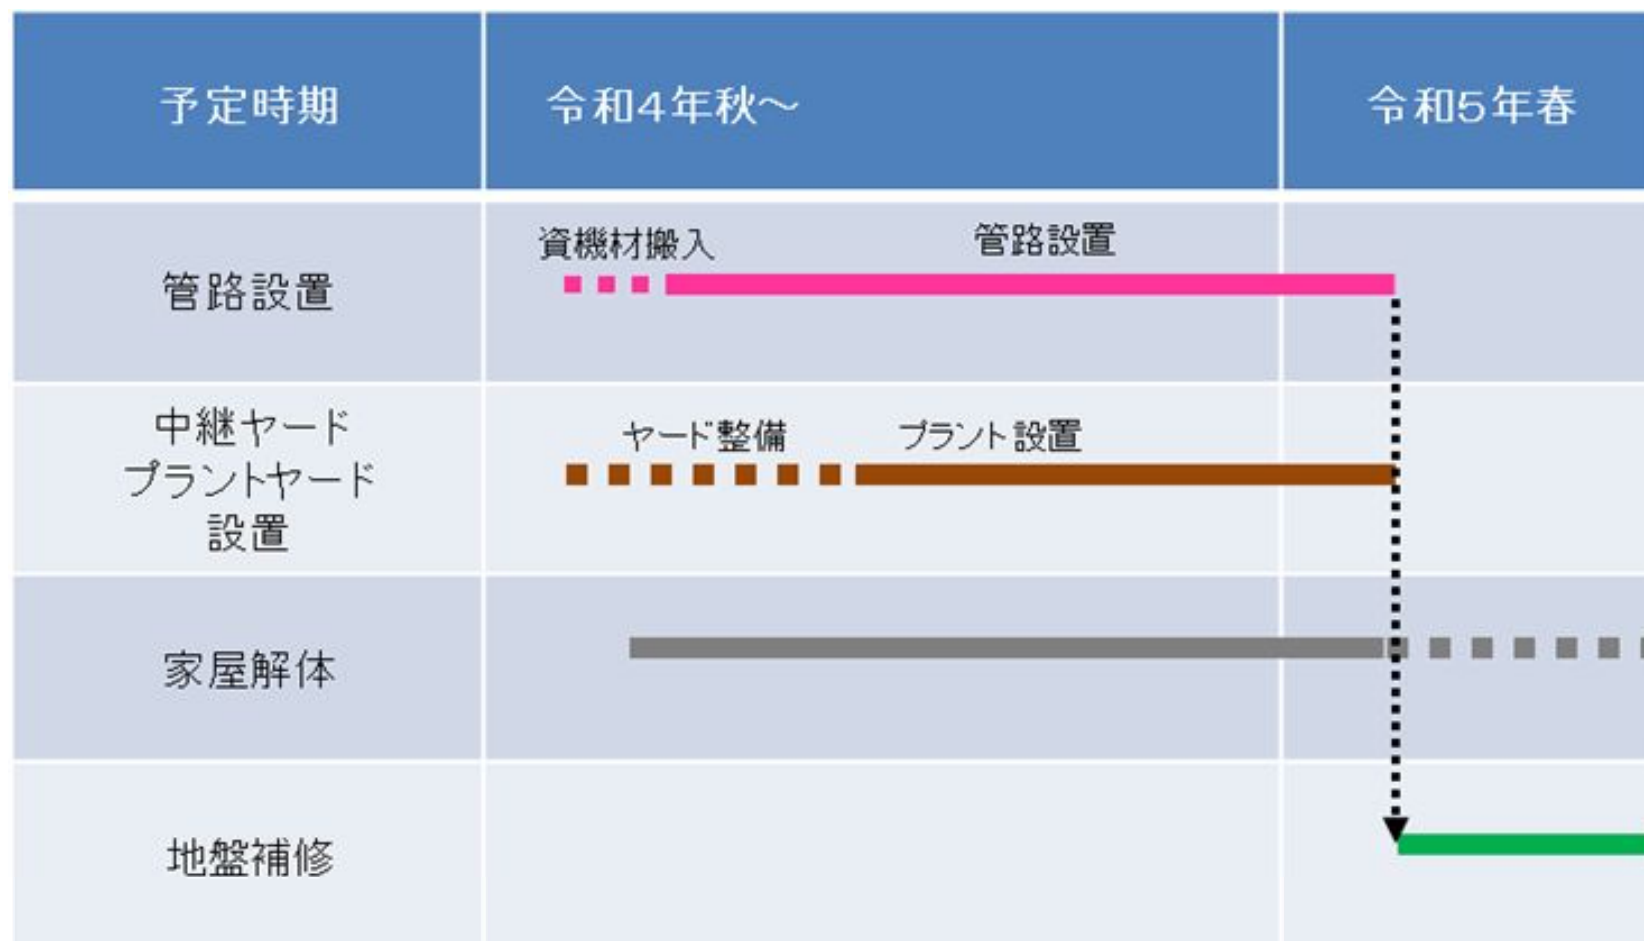 予定時期
令和4年秋～
令和5年春
管路設置
資機材搬入
管路設置
中継ヤード
プラントヤード
設置
ヤード整備
プラント設置
家屋解体
地盤補修